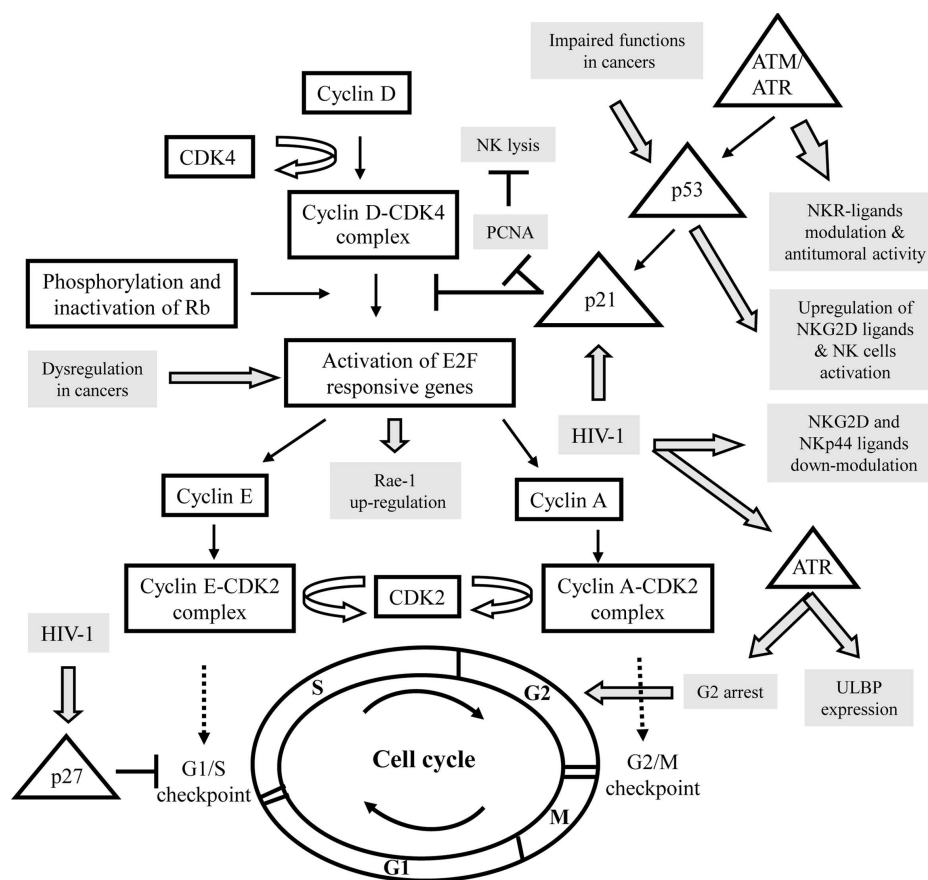 Impaired functions
in cancers
ATM/
ATR
Cyclin D
CDK4
NK lysis
p53
Cyclin D-CDK4
complex
PCNA
NKR-ligands
modulation &
antitumoral activity
Phosphorylation and
inactivation of Rb
p21
Upregulation of
NKG2D ligands
& NK cells
activation
Dysregulation
in cancers
Activation of E2F
responsive genes
HIV-1
NKG2D and
NKp44 ligands
down-modulation
Rae-1
up-regulation
Cyclin E
Cyclin A
ATR
Cyclin E-CDK2
complex
CDK2
Cyclin A-CDK2
complex
HIV-1
S
G2
G2 arrest
ULBP
expression
p27
G1/S
checkpoint
Cell cycle
G2/M
checkpoint
M
G1